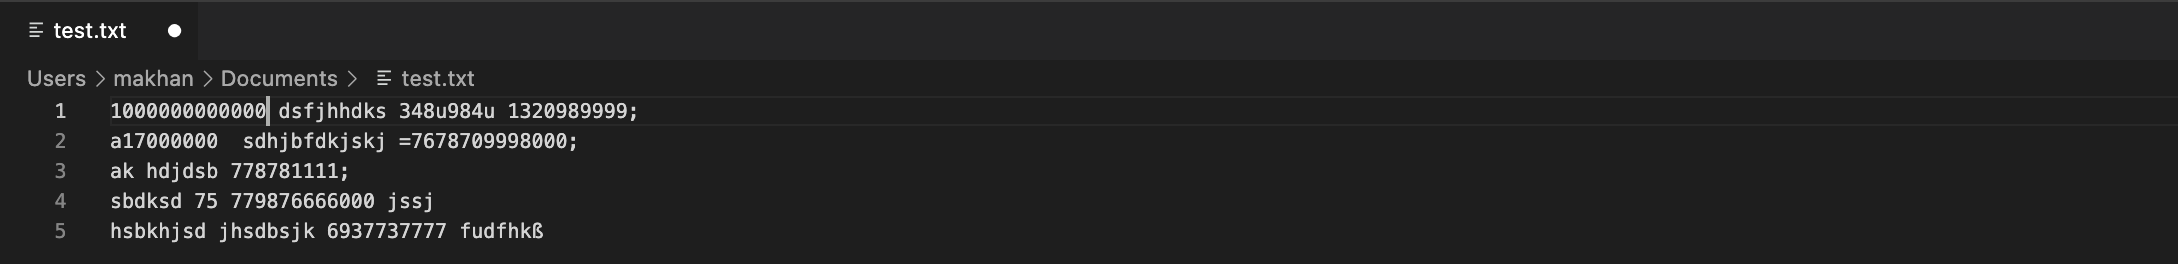 test.txt
Users > makhan > Documents > test.txt
1 1000000000000 dsfjhhdks 348u984u 1320989999;
2 a17000000  sdhjbfdkjskj =7678709998000;
3 ak hdjdsb 778781111;
4 sbdksd 75 779876666000 jssj
5 hsbkhjsd jhsdbsjk 6937737777 fudfhkß